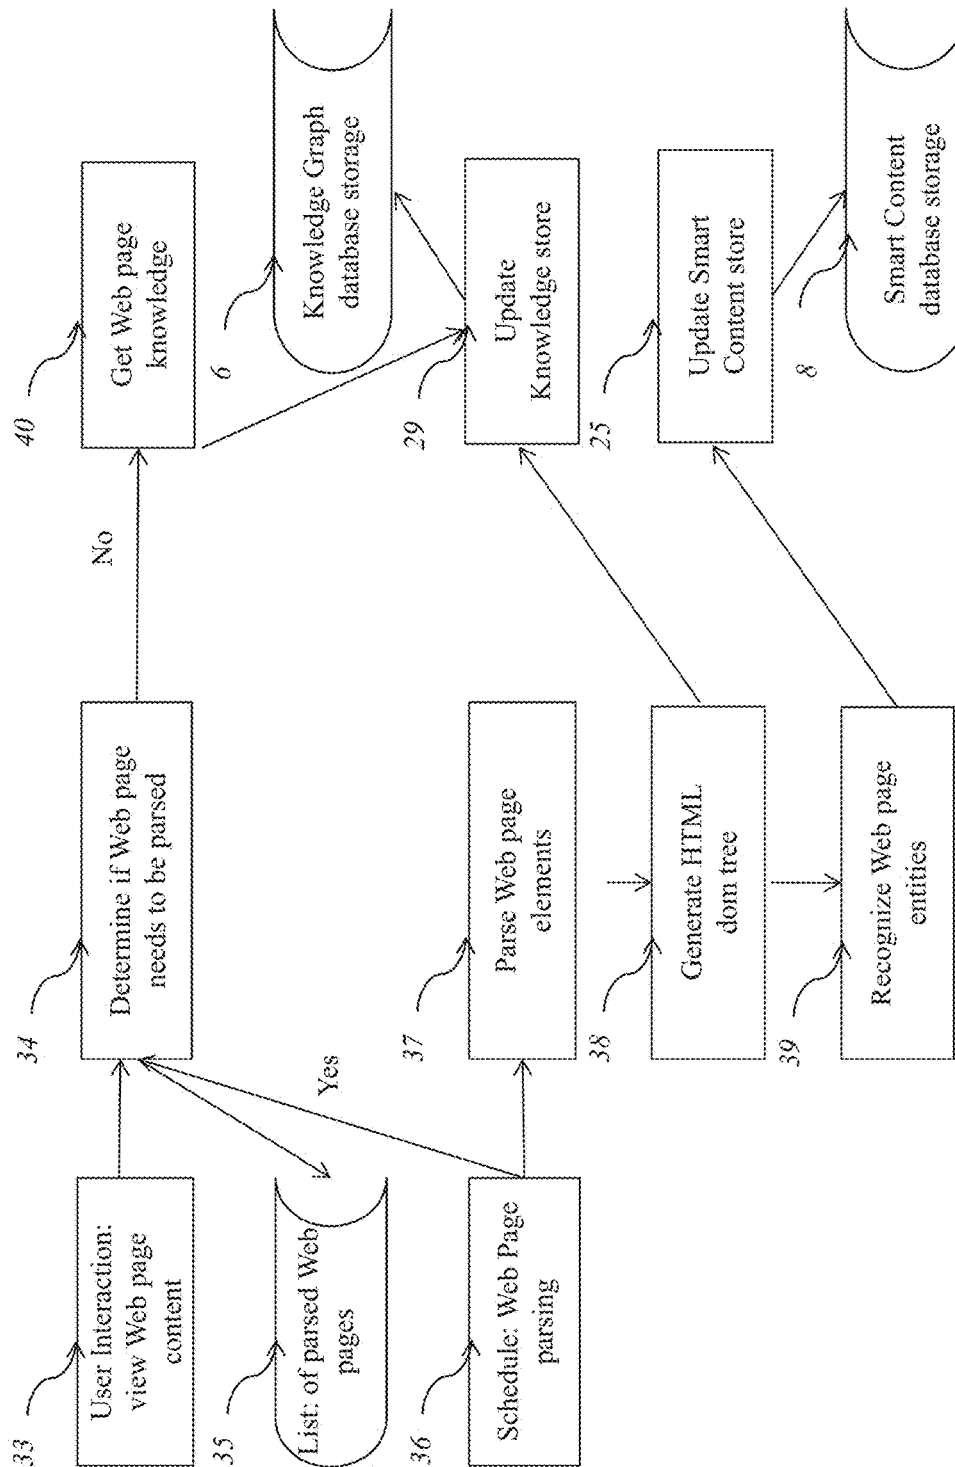 33
User Interaction:
view Web page
content
34
Determine if Web page
needs to be parsed
No
40
Get Web page
knowledge
35
List: of parsed Web
pages
Yes
6
Knowledge Graph
database storage
36
Schedule: Web Page
parsing
37
Parse Web page
elements
29
Update
Knowledge store
38
Generate HTML
dom tree
25
Update Smart
Content store
39
Recognize Web page
entities
8
Smart Content
database storage